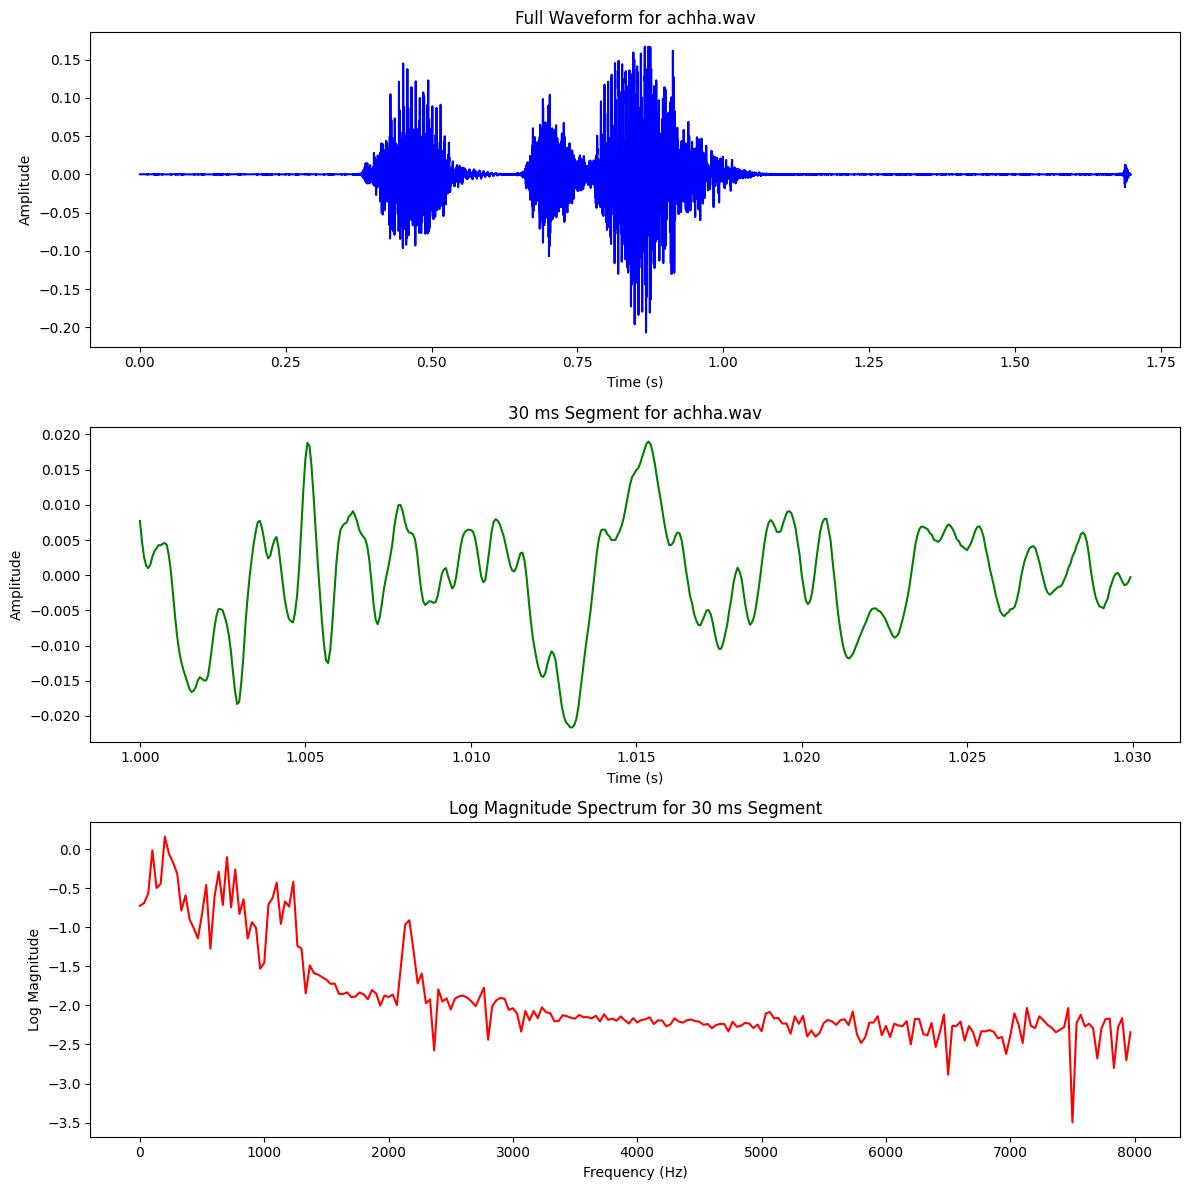 Full Waveform for achha.wav
Amplitude
0.15
0.10
0.05
0.00
−0.05
−0.10
−0.15
−0.20
0.00 0.25 0.50 0.75 1.00 1.25 1.50 1.75
Time (s)
30 ms Segment for achha.wav
Amplitude
0.020
0.015
0.010
0.005
0.000
−0.005
−0.010
−0.015
−0.020
1.000 1.005 1.010 1.015 1.020 1.025 1.030
Time (s)
Log Magnitude Spectrum for 30 ms Segment
Log Magnitude
0.0
−0.5
−1.0
−1.5
−2.0
−2.5
−3.0
−3.5
0 1000 2000 3000 4000 5000 6000 7000 8000
Frequency (Hz)